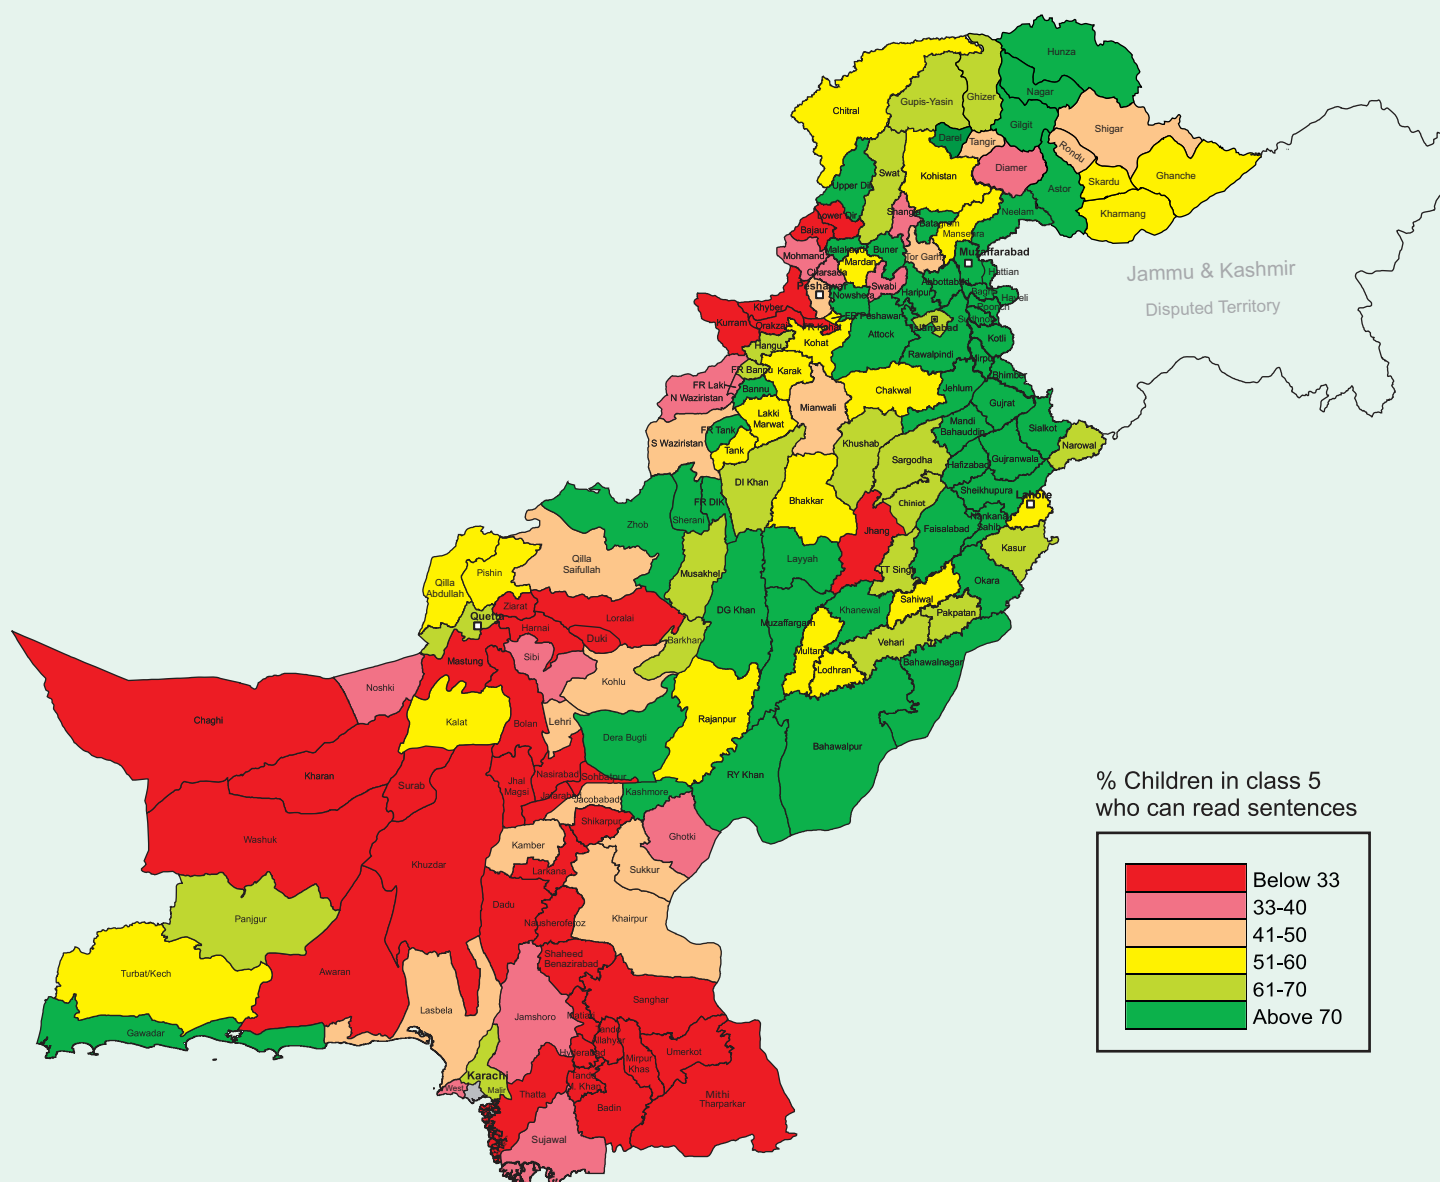 Hunza
Nagar
Gupis-Yasin
Ghizer
Chitral
Gilgit
Shigar
Darel
Tangir
Rondu
Diamer
Swat
Kohistan
Upper Dir
Astor
Skardu
Ghanche
Kharmang
Neelam
Lower Dir
Shangla
Batagram
Bajaur
Mansehra
Malakand
Buner
Tor Garh
Muzaffarabad
Mohmand
Mardan
Charsada
Hattian
Peshawar
Swabi
Abbottabad
Haripur
Nowshera
Bagh
Haveli
Poonch
Khyber
FR Peshawar
Kurram
Orakzai
FR Kohat
Islamabad
Attock
Kotli
Hangu
Kohat
Rawalpindi
Mirpur
FR Bannu
Karak
Bhimber
FR Laki
Bannu
N Waziristan
Chakwal
Jehlum
Mianwali
Gujrat
Lakki
Marwat
Mandi
Bahauddin
Sialkot
FR Tank
S Waziristan
Khushab
Narowal
Tank
Sargodha
Hafizabad
Gujranwala
DI Khan
Bhakkar
Sheikhupura
Lahore
FR DIK
Chiniot
Sherani
Zhob
Nankana
Sahib
Jhang
Faisalabad
Kasur
Qilla
Saifullah
Layyah
Musakhel
TT Singh
Pishin
Qilla
Abdullah
Okara
Sahiwal
Ziarat
DG Khan
Khanewal
Pakpatan
Quetta
Loralai
Muzaffargarh
Harnai
Duki
Barkhan
Vehari
Sibi
Multan
Mastung
Lodhran
Bahawalnagar
Noshki
Kohlu
Chaghi
Kalat
Bolan
Lehri
Rajanpur
Dera Bugti
Bahawalpur
RY Khan
Kharan
Nasirabad
Sohbatpur
Surab
Jhal
Magsi
Jafarabad
Jacobabad
Kashmore
Shikarpur
Washuk
Ghotki
Kamber
Khuzdar
Larkana
Sukkur
Dadu
Panjgur
Khairpur
Nausheroferoz
Shaheed
Benazirabad
Turbat/Kech
Awaran
Sanghar
Lasbela
Jamshoro
Matiari
Tando
Allahyar
Gawadar
Hyderabad
Mirpur
Khas
Umerkot
Karachi
Tando
M. Khan
West
Malir
Thatta
Badin
Mithi
Tharparkar
Sujawal
Jammu & Kashmir
Disputed Territory
% Children in class 5
who can read sentences
Below 33
33-40
41-50
51-60
61-70
Above 70